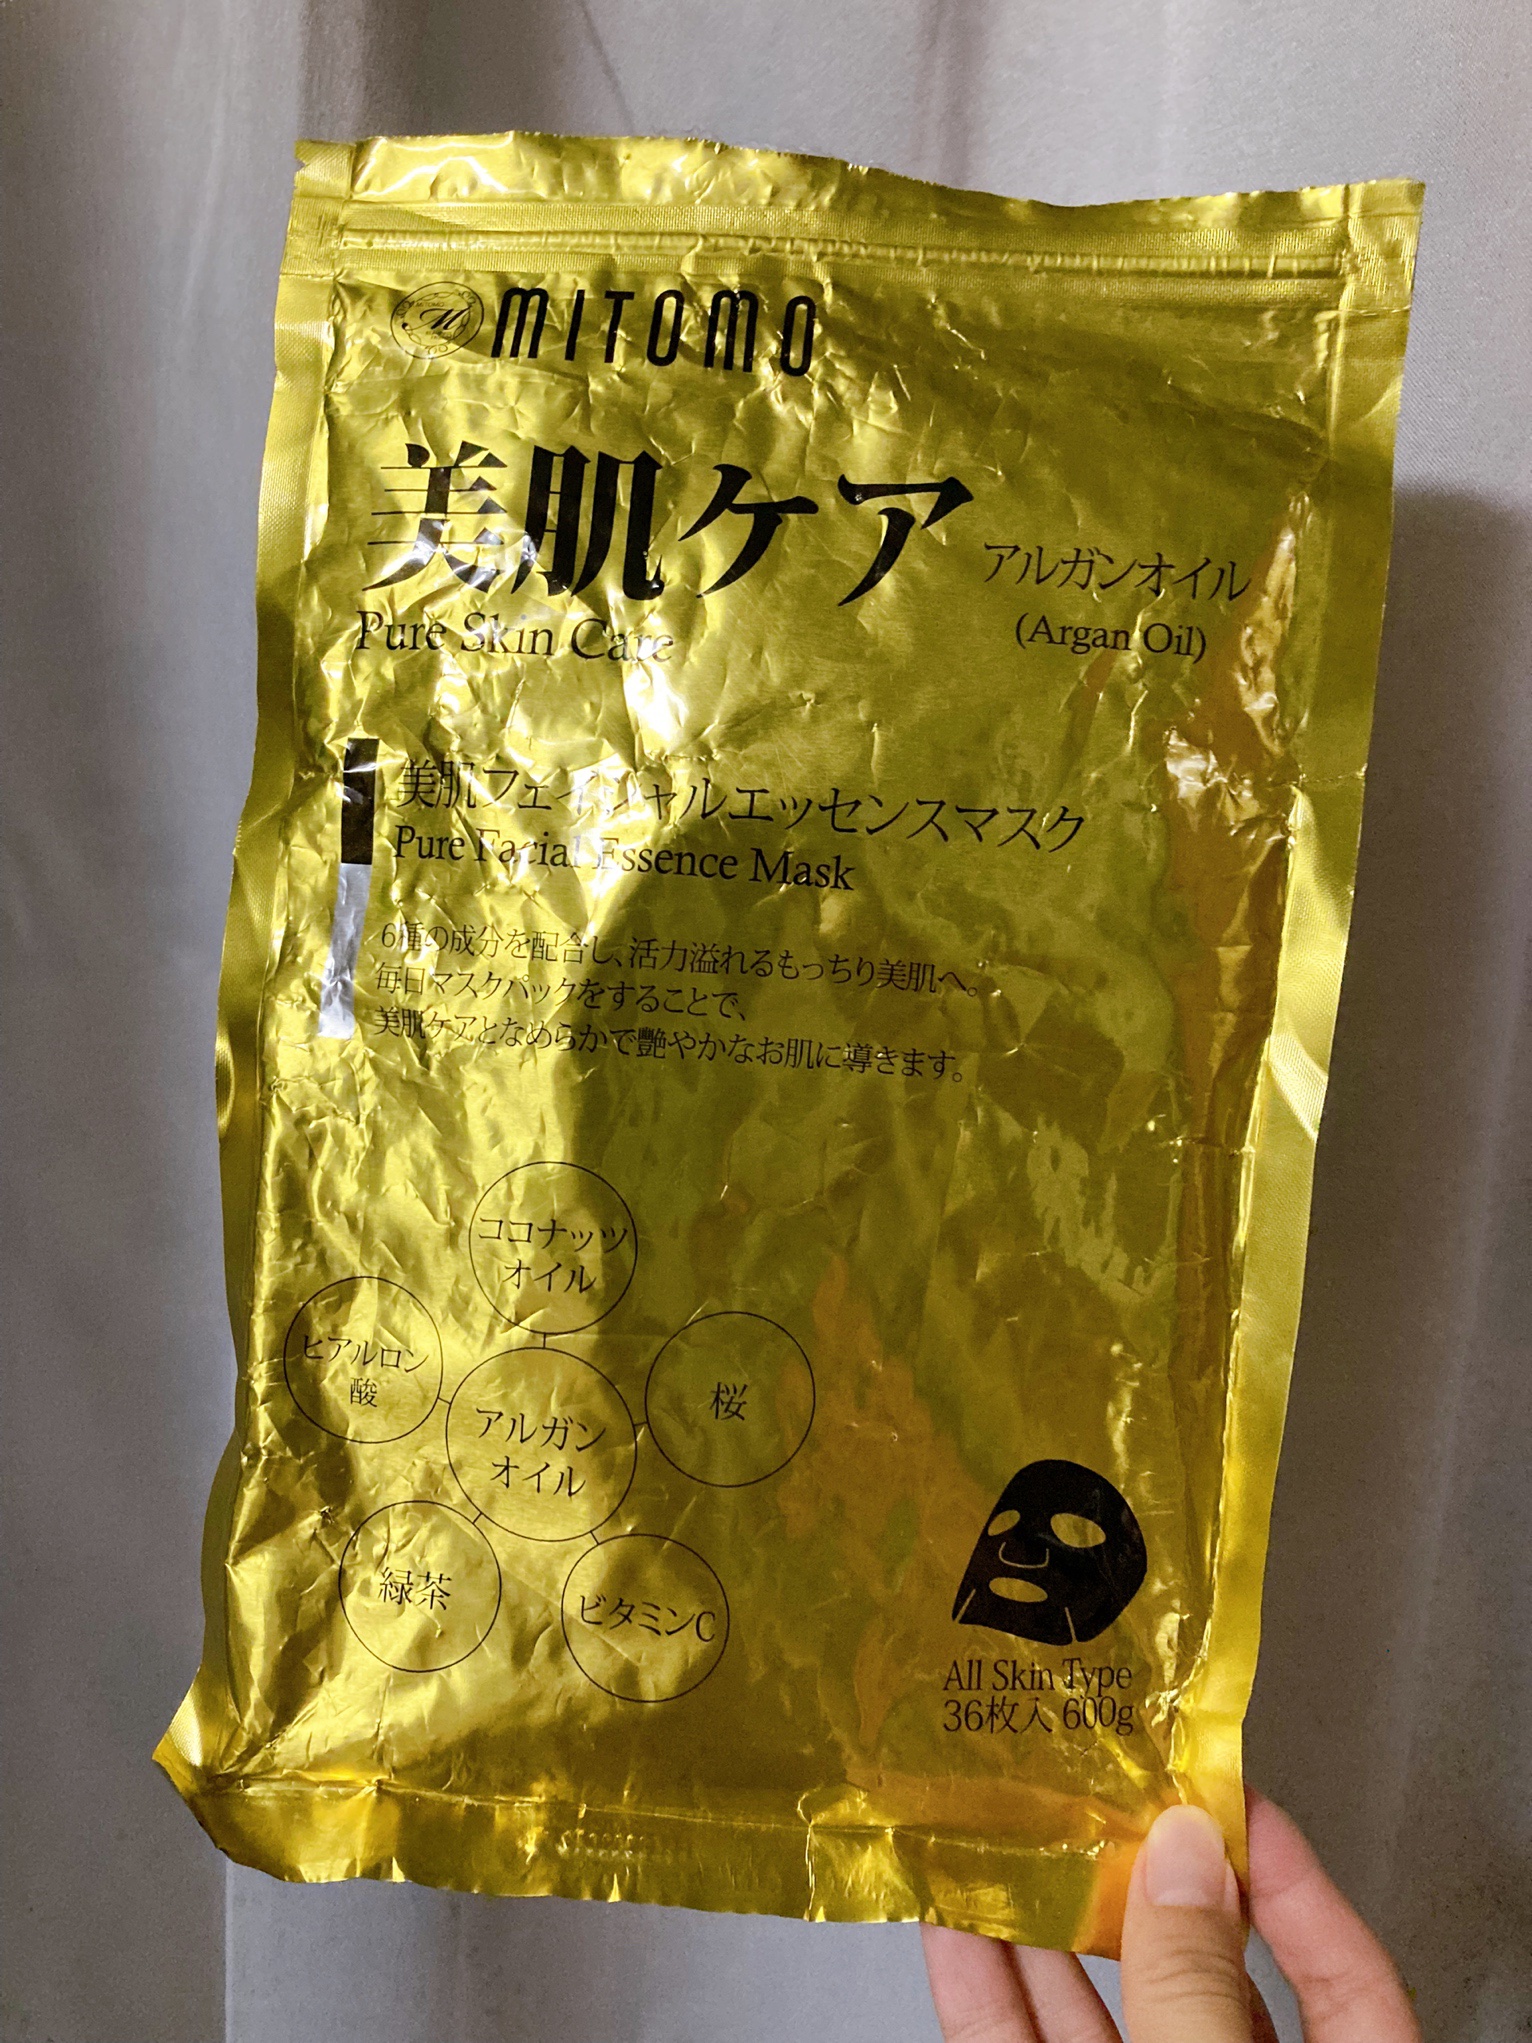 MITOMO
美肌ケア
Pure Skin Care
アルガンオイル
(Argan Oil)
美肌フェイシャルエッセンスマスク
Pure Facial Essence Mask
6種の成分を配合し、活力溢れるもっちり美肌へ。
毎日マスクパックをすることで、
美肌ケアとなめらかで艶やかなお肌に導きます。
ココナッツ
オイル
ヒアルロン
酸
桜
アルガン
オイル
緑茶
ビタミンC
All Skin Type
36枚入 600g